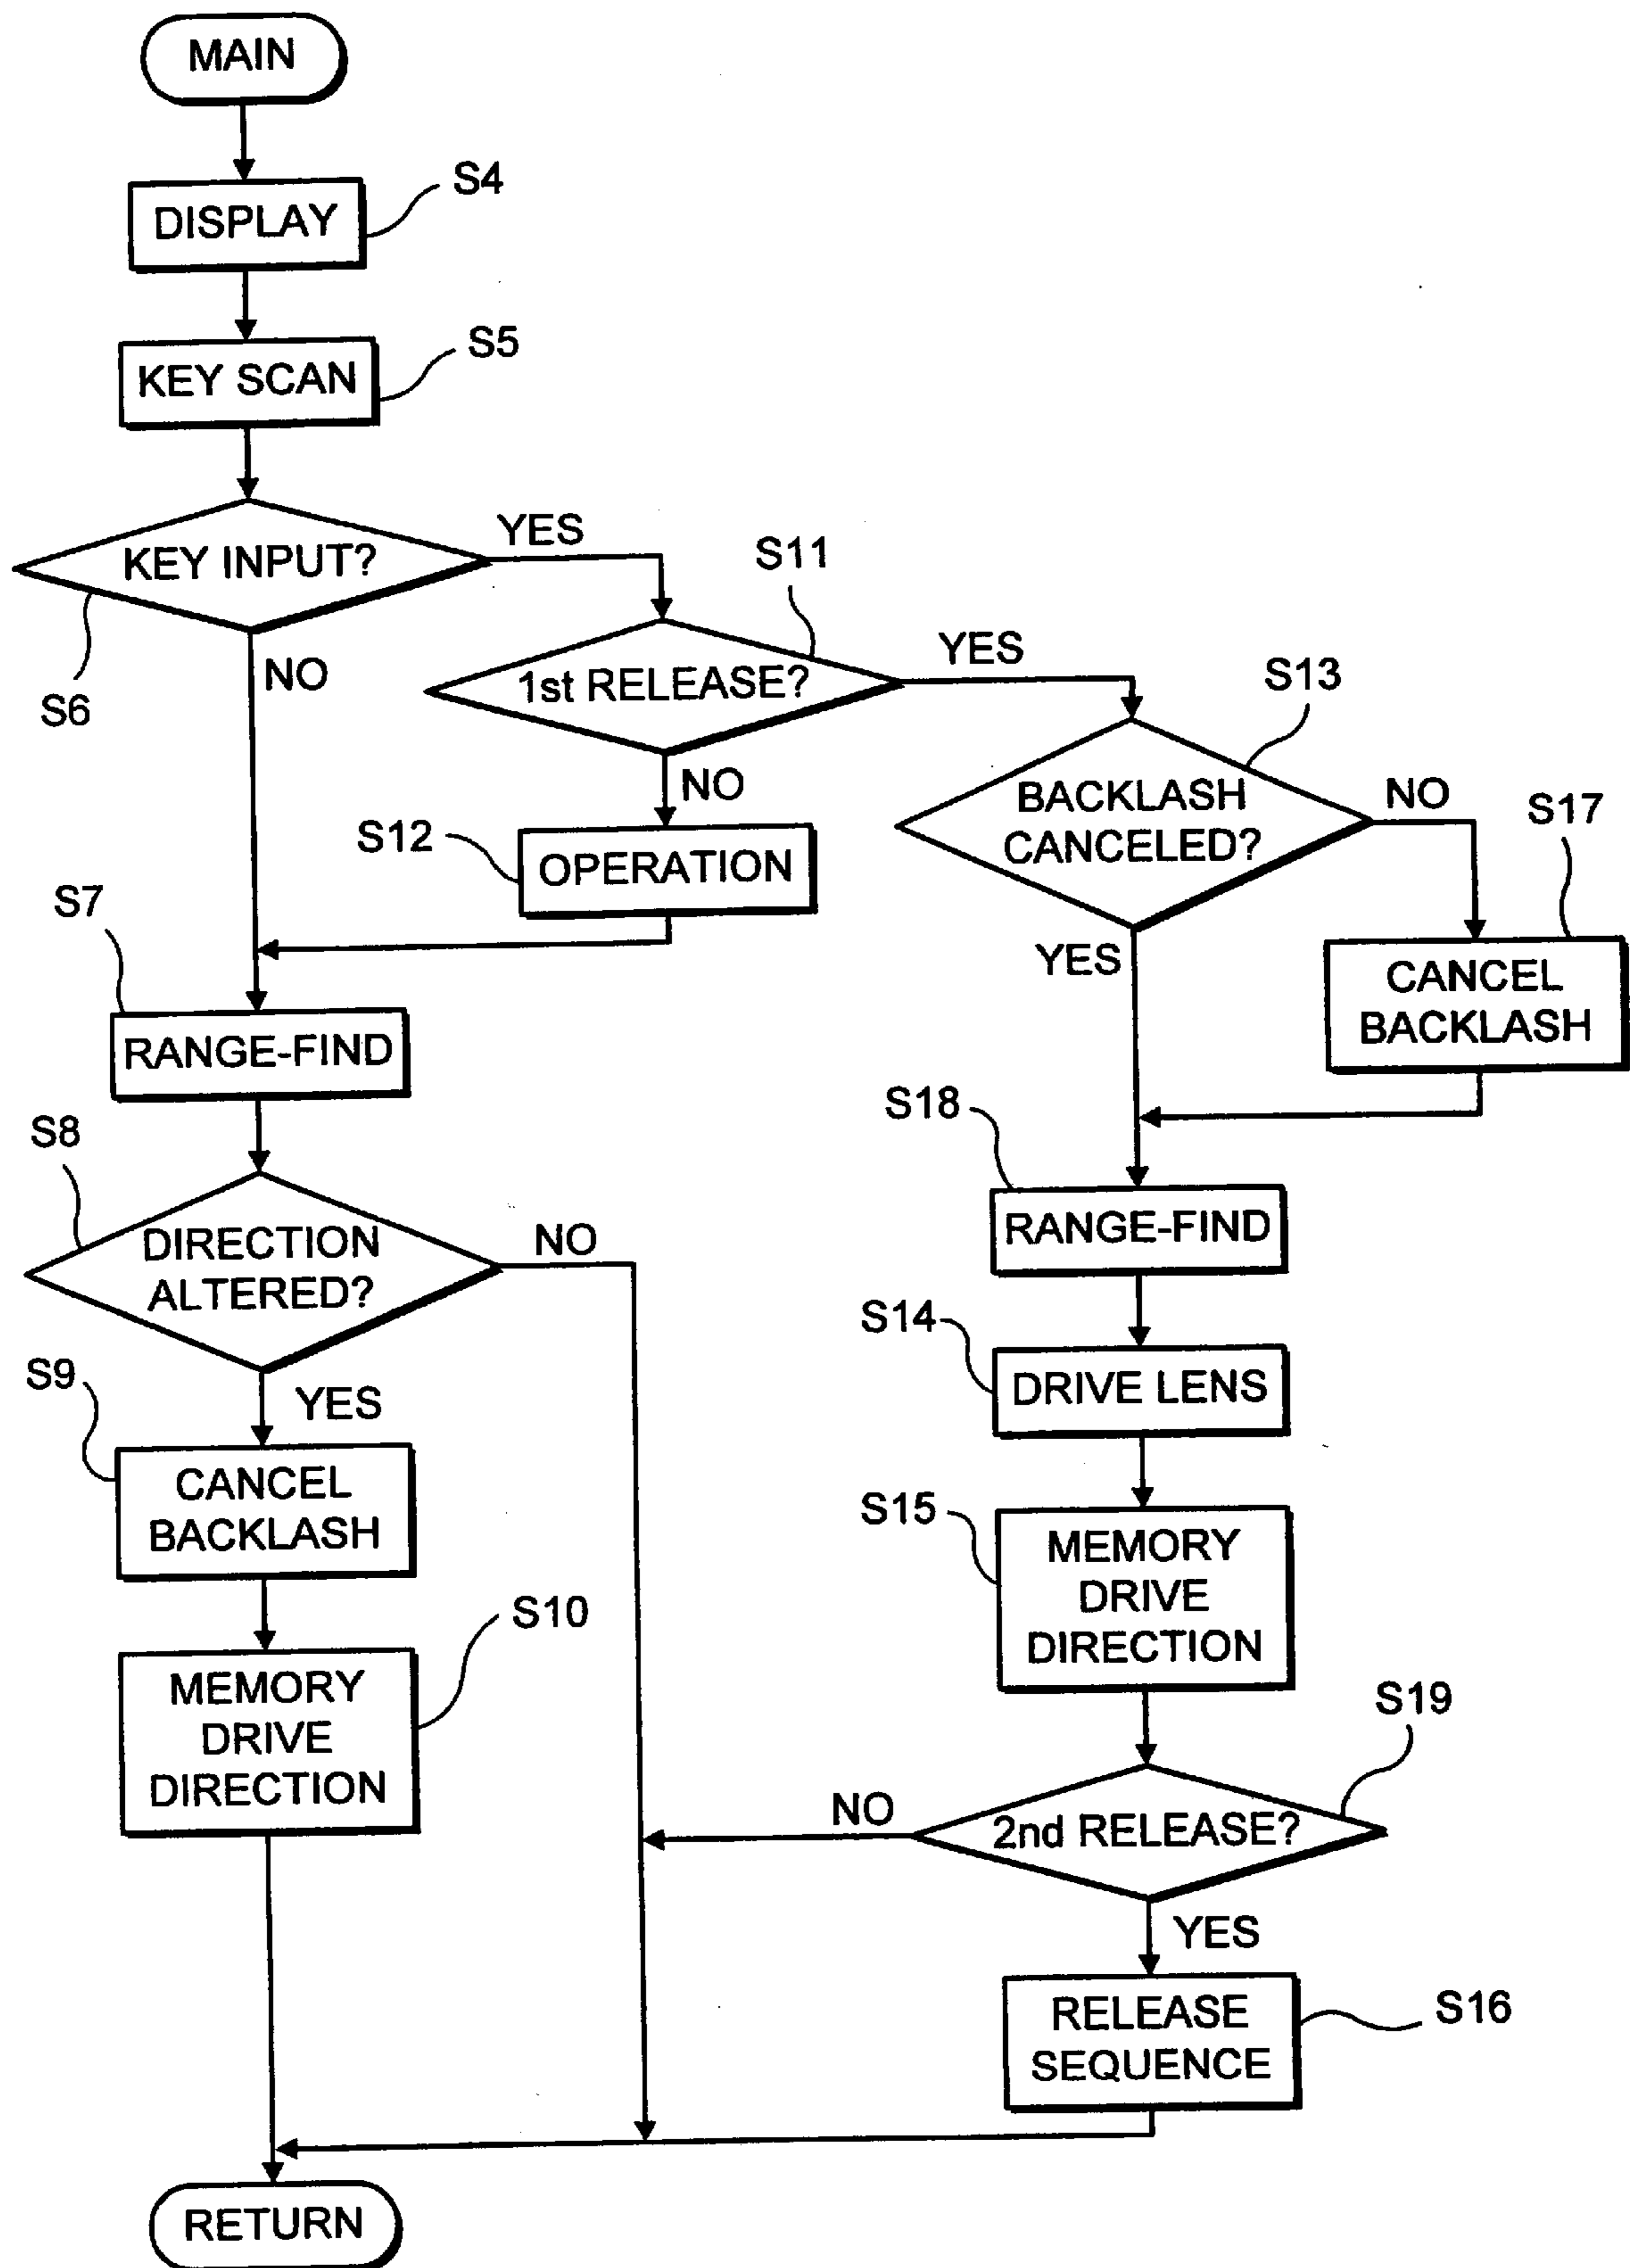 MAIN
S4
DISPLAY
S5
KEY SCAN
YES
KEY INPUT?
S11
S6
NO
YES
1st RELEASE?
S13
NO
BACKLASH
CANCELED?
NO
S17
S12
OPERATION
S7
YES
CANCEL
BACKLASH
RANGE-FIND
S18
S8
RANGE-FIND
DIRECTION
ALTERED?
NO
S14
DRIVE LENS
S9
YES
CANCEL
BACKLASH
S15
MEMORY
DRIVE
DIRECTION
S10
MEMORY
DRIVE
DIRECTION
S19
NO
2nd RELEASE?
YES
RELEASE
SEQUENCE
S16
RETURN